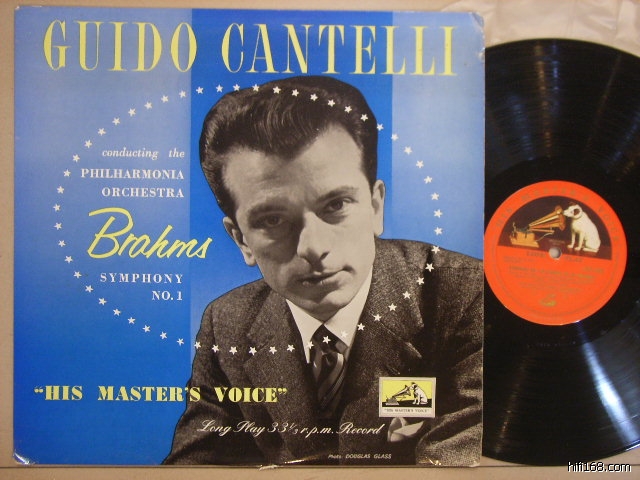 GUIDO CANTELLI
conducting the
PHILHARMONIA
ORCHESTRA
Brahms
SYMPHONY
NO.1
"HIS MASTER'S VOICE"
"HIS MASTER'S VOICE"
Long Play 33⅓ r.p.m. Record
Photo: DOUGLAS GLASS
hifi168.com